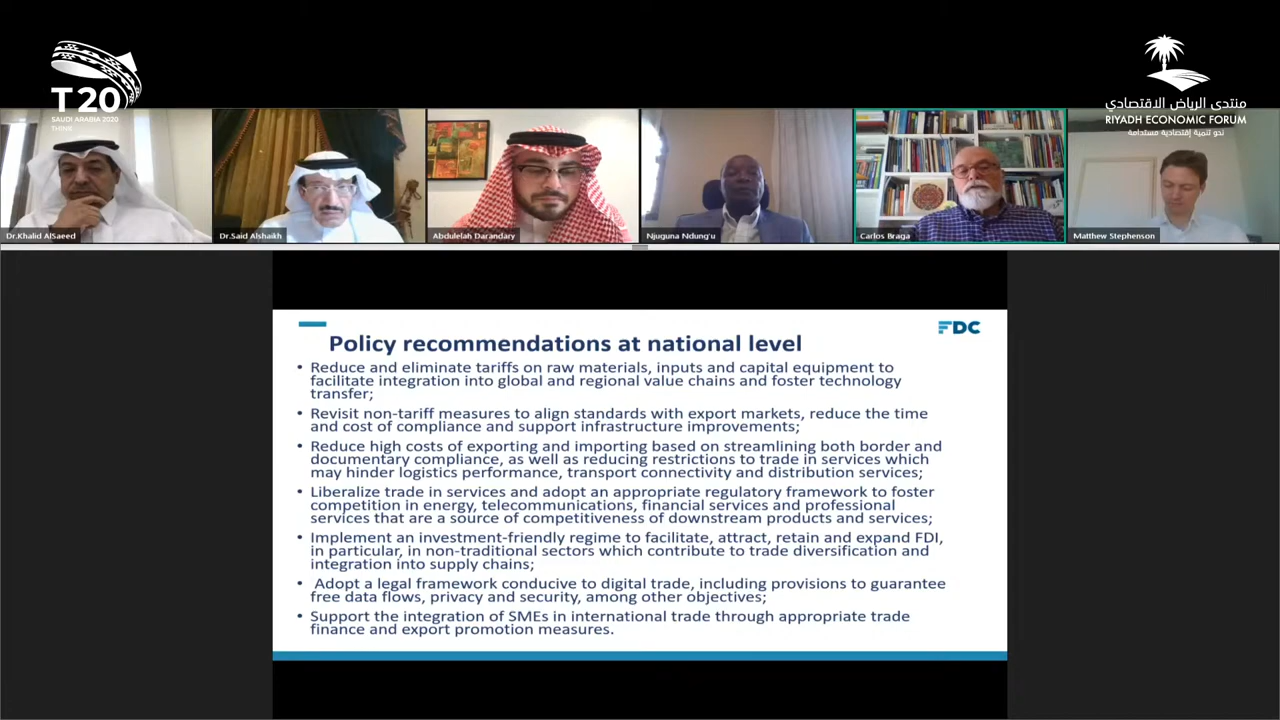 T20
SAUDI ARABIA 2020
THINK
منتدى الرياض الاقتصادي
RIYADH ECONOMIC FORUM
نحو تنمية إقتصادية مستدامة
Dr.Khalid AlSaeed
Dr.Said Alshaikh
Abdulelah Darandary
Njuguna Ndung'u
Carlos Braga
Matthew Stephenson
FDC
Policy recommendations at national level
• Reduce and eliminate tariffs on raw materials, inputs and capital equipment to
facilitate integration into global and regional value chains and foster technology
transfer;
• Revisit non-tariff measures to align standards with export markets, reduce the time
and cost of compliance and support infrastructure improvements;
• Reduce high costs of exporting and importing based on streamlining both border and
documentary compliance, as well as reducing restrictions to trade in services which
may hinder logistics performance, transport connectivity and distribution services;
• Liberalize trade in services and adopt an appropriate regulatory framework to foster
competition in energy, telecommunications, financial services and professional
services that are a source of competitiveness of downstream products and services;
• Implement an investment-friendly regime to facilitate, attract, retain and expand FDI,
in particular, in non-traditional sectors which contribute to trade diversification and
integration into supply chains;
• Adopt a legal framework conducive to digital trade, including provisions to guarantee
free data flows, privacy and security, among other objectives;
• Support the integration of SMEs in international trade through appropriate trade
finance and export promotion measures.